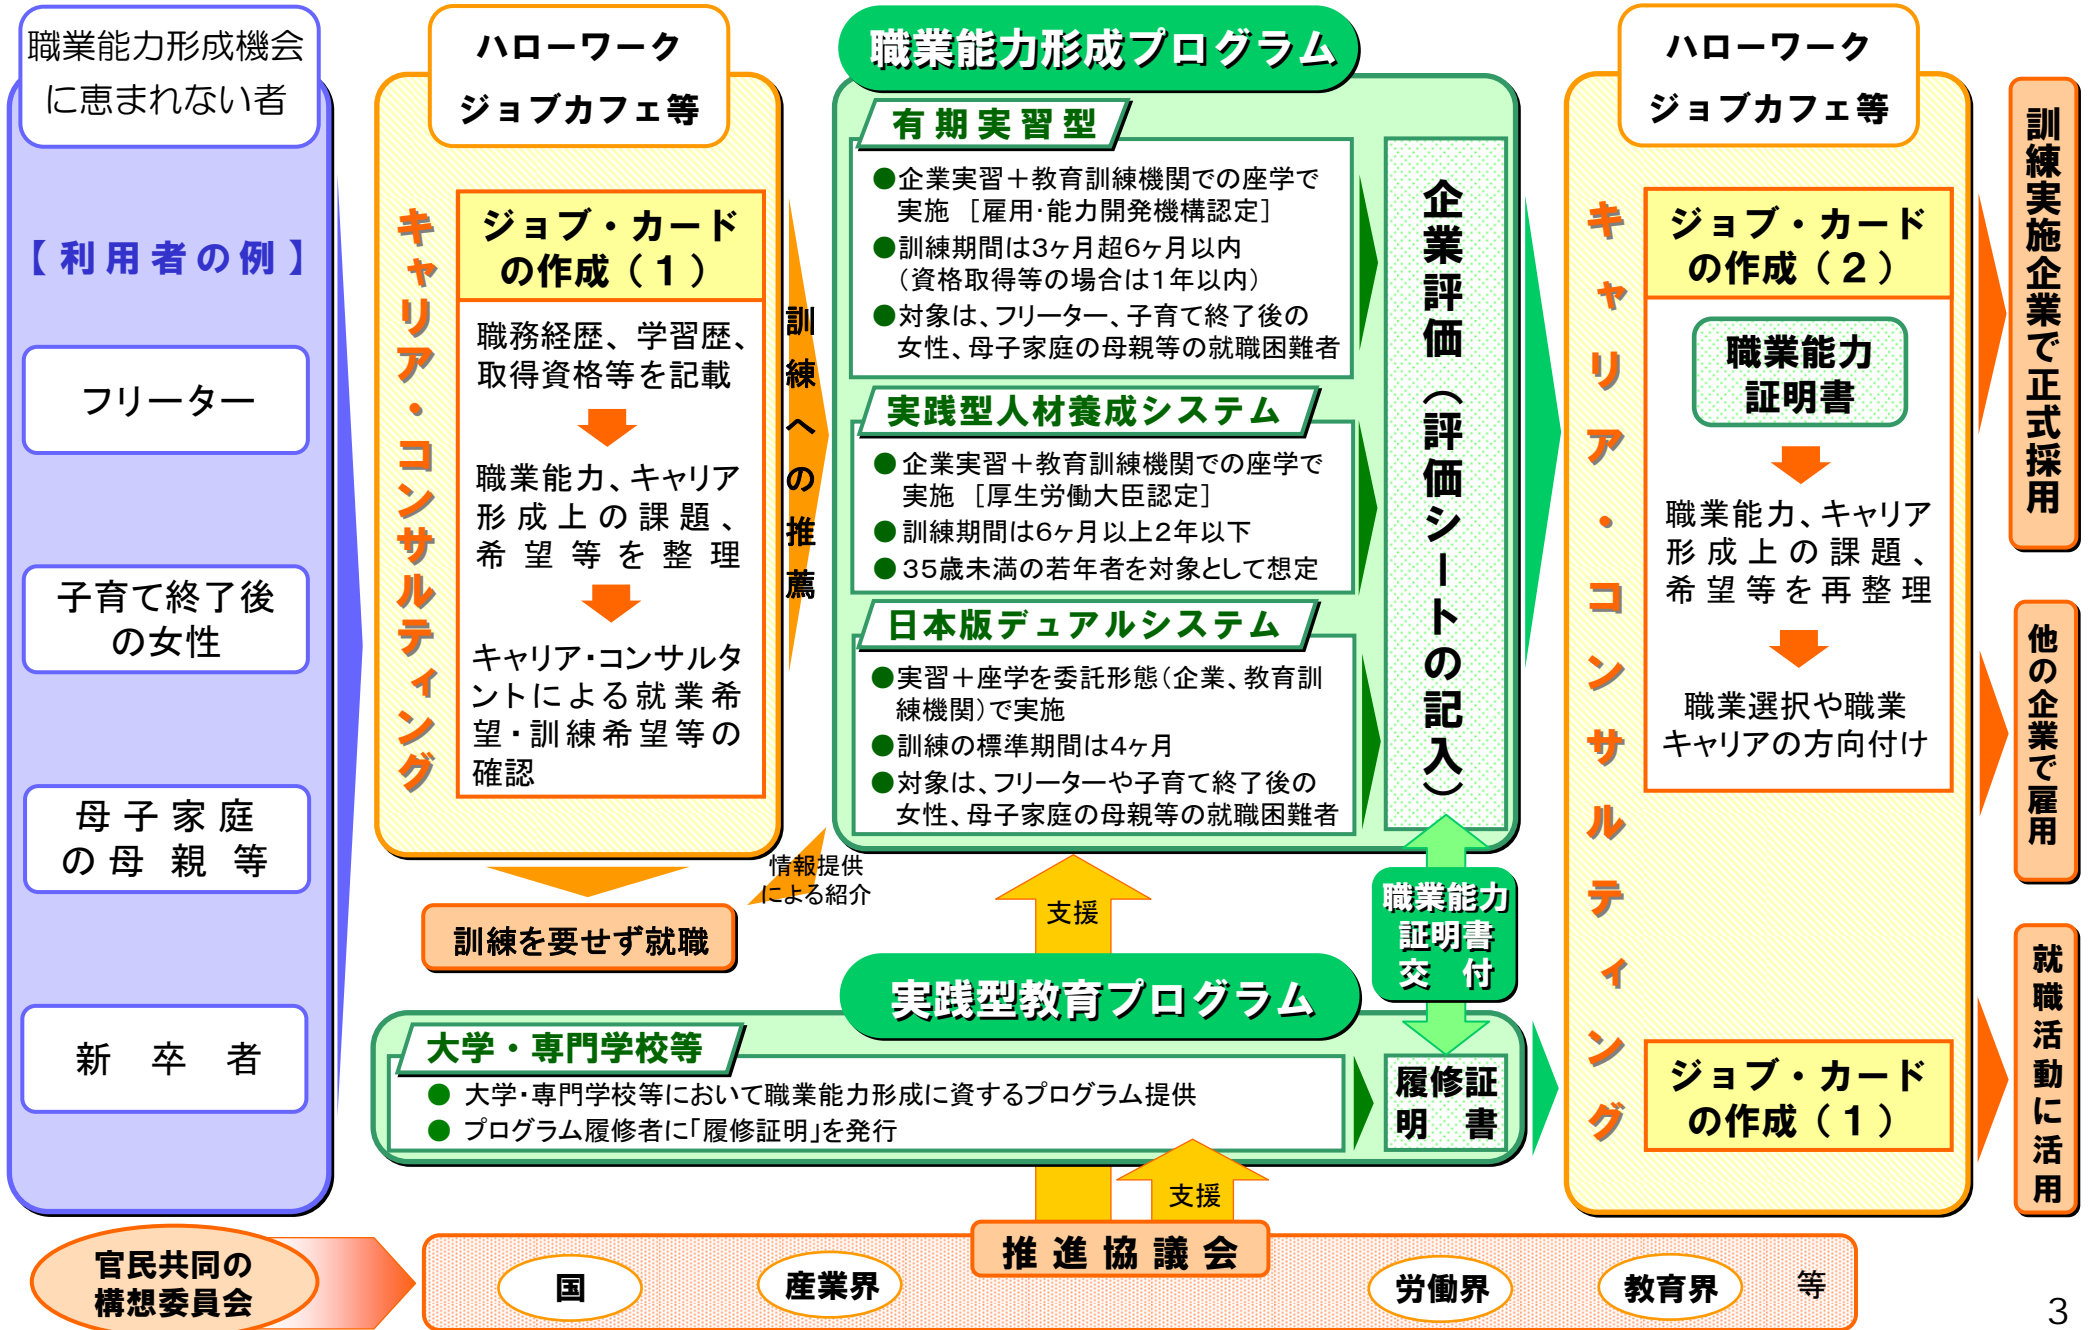 職業能力形成機会
に恵まれない者
【利用者の例】
フリーター
子育て終了後
の女性
母子家庭
の母親等
新卒者
ハローワーク
ジョブカフェ等
キャリア・コンサルティング
ジョブ・カード
の作成（１）
職務経歴、学習歴、
取得資格等を記載
職業能力、キャリア
形成上の課題、
希望等を整理
キャリア・コンサルタ
ントによる就業希
望・訓練希望等の
確認
訓練への推薦
訓練を要せず就職
情報提供
による紹介
職業能力形成プログラム
有期実習型
●企業実習＋教育訓練機関での座学で
実施 ［雇用・能力開発機構認定］
●訓練期間は3ヶ月超6ヶ月以内
（資格取得等の場合は1年以内）
●対象は、フリーター、子育て終了後の
女性、母子家庭の母親等の就職困難者
実践型人材養成システム
●企業実習＋教育訓練機関での座学で
実施 ［厚生労働大臣認定］
●訓練期間は6ヶ月以上2年以下
●35歳未満の若年者を対象として想定
日本版デュアルシステム
●実習＋座学を委託形態（企業、教育訓
練機関）で実施
●訓練の標準期間は4ヶ月
●対象は、フリーターや子育て終了後の
女性、母子家庭の母親等の就職困難者
企業評価（評価シートの記入）
支援
職業能力
証明書
交付
実践型教育プログラム
大学・専門学校等
● 大学・専門学校等において職業能力形成に資するプログラム提供
● プログラム履修者に「履修証明」を発行
履修証
明書
支援
ハローワーク
ジョブカフェ等
キャリア・コンサルティング
ジョブ・カード
の作成（２）
職業能力
証明書
職業能力、キャリア
形成上の課題、
希望等を再整理
職業選択や職業
キャリアの方向付け
ジョブ・カード
の作成（１）
訓練実施企業で正式採用
他の企業で雇用
就職活動に活用
官民共同の
構想委員会
推進協議会
国
産業界
労働界
教育界
等
3